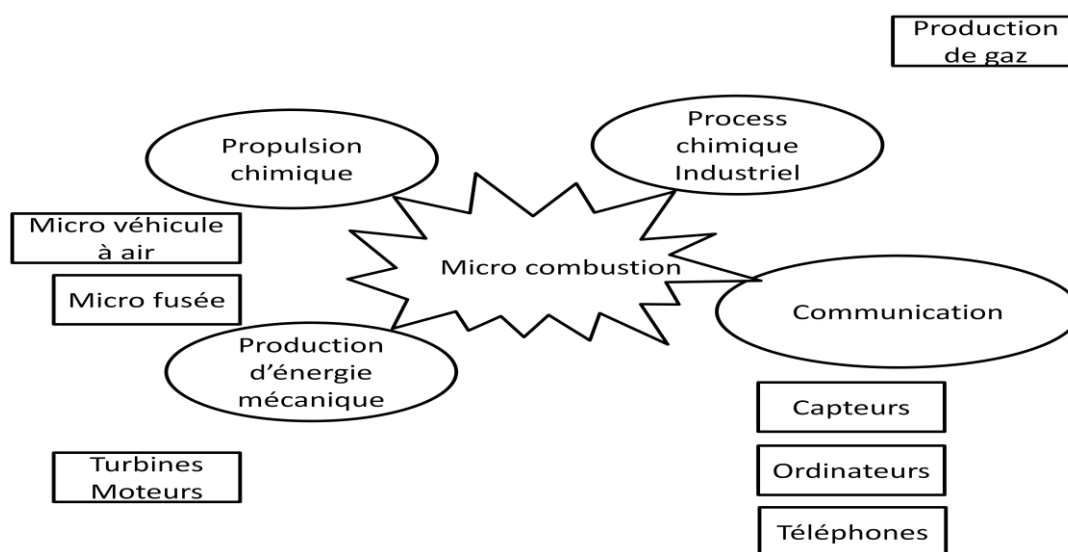 Production
de gaz
Process
chimique
Industriel
Propulsion
chimique
Micro véhicule
à air
Micro fusée
Micro combustion
Communication
Production
d'énergie
mécanique
Capteurs
Turbines
Moteurs
Ordinateurs
Téléphones